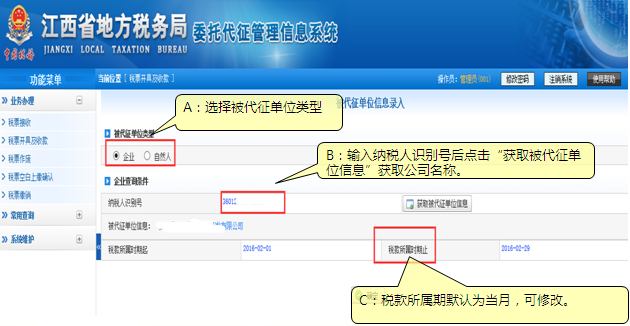 江西省地方税务局 委托代征管理信息系统
JIANGXI LOCAL TAXATION BUREAU
中国税务
功能菜单
当前位置 [ 税票开具及收款 ]
操作员: 管理员(001) 修改密码 注销系统 使用帮助
业务办理
税票接收
税票开具及收款
税票作废
税票空白上缴确认
税票撤销
常规查询
系统维护
被代征单位信息录入
A：选择被代征单位类型
被代征单位类型
企业 自然人
B：输入纳税人识别号后点击“获取被代征单
位信息”获取公司名称。
企业查询条件
纳税人识别号 3601 获取被代征单位信息
被代征单位信息: 有限公司
税款所属时期起 2016-02-01 税款所属时期止 2016-02-29
C：税款所属期默认为当月，可修改。